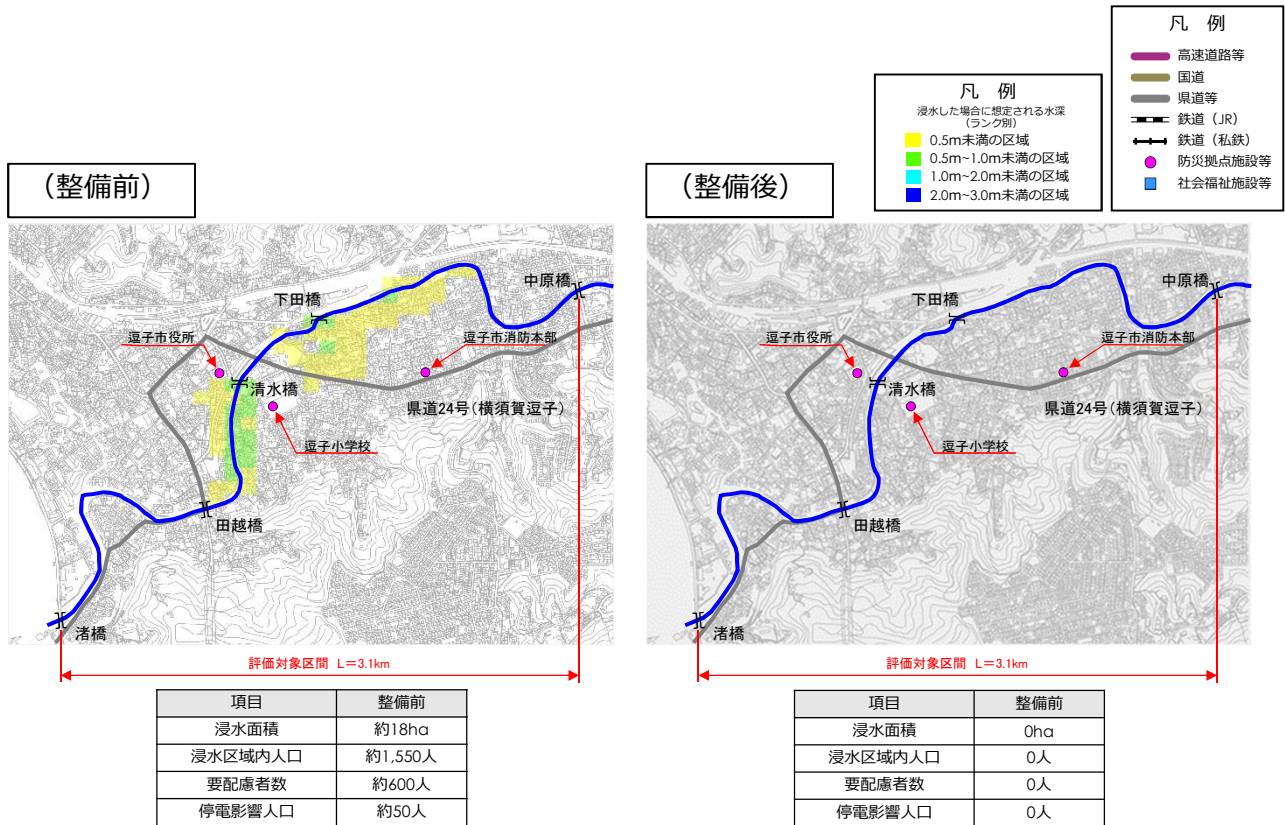 凡 例
高速道路等
国道
県道等
鉄道（JR）
鉄道（私鉄）
防災拠点施設等
社会福祉施設等
凡 例
浸水した場合に想定される水深
（ランク別）
0.5m未満の区域
0.5m~1.0m未満の区域
1.0m~2.0m未満の区域
2.0m~3.0m未満の区域
（整備前）
中原橋
下田橋
逗子市役所
逗子市消防本部
清水橋
県道24号（横須賀逗子）
逗子小学校
田越橋
渚橋
評価対象区間 L＝3.1km
項目 整備前
浸水面積 約18ha
浸水区域内人口 約1,550人
要配慮者数 約600人
停電影響人口 約50人
（整備後）
中原橋
下田橋
逗子市役所
逗子市消防本部
清水橋
県道24号（横須賀逗子）
逗子小学校
田越橋
渚橋
評価対象区間 L＝3.1km
項目 整備前
浸水面積 0ha
浸水区域内人口 0人
要配慮者数 0人
停電影響人口 0人